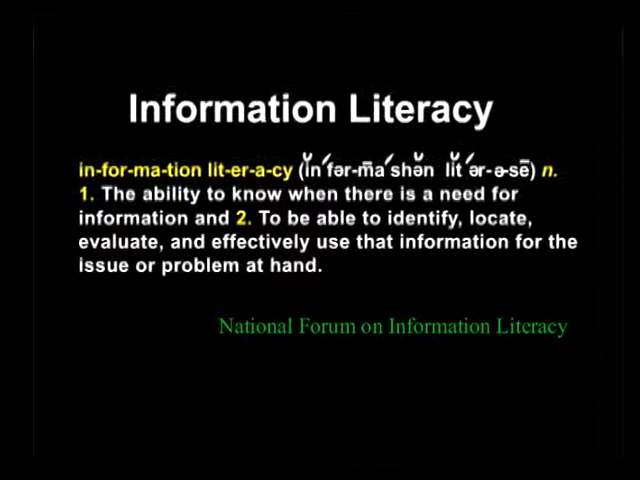 Information Literacy
in-for-ma-tion lit-er-a-cy (ĭn′fər-mā′shə̆n lĭt′ər-ə-sē) n.
1. The ability to know when there is a need for
information and 2. To be able to identify, locate,
evaluate, and effectively use that information for the
issue or problem at hand.
National Forum on Information Literacy